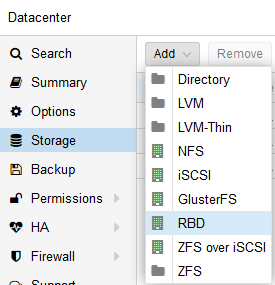 Datacenter
Search
Summary
Options
Storage
Backup
Permissions
HA
Firewall
Support
Add
Remove
Directory
LVM
LVM-Thin
NFS
iSCSI
GlusterFS
RBD
ZFS over iSCSI
ZFS